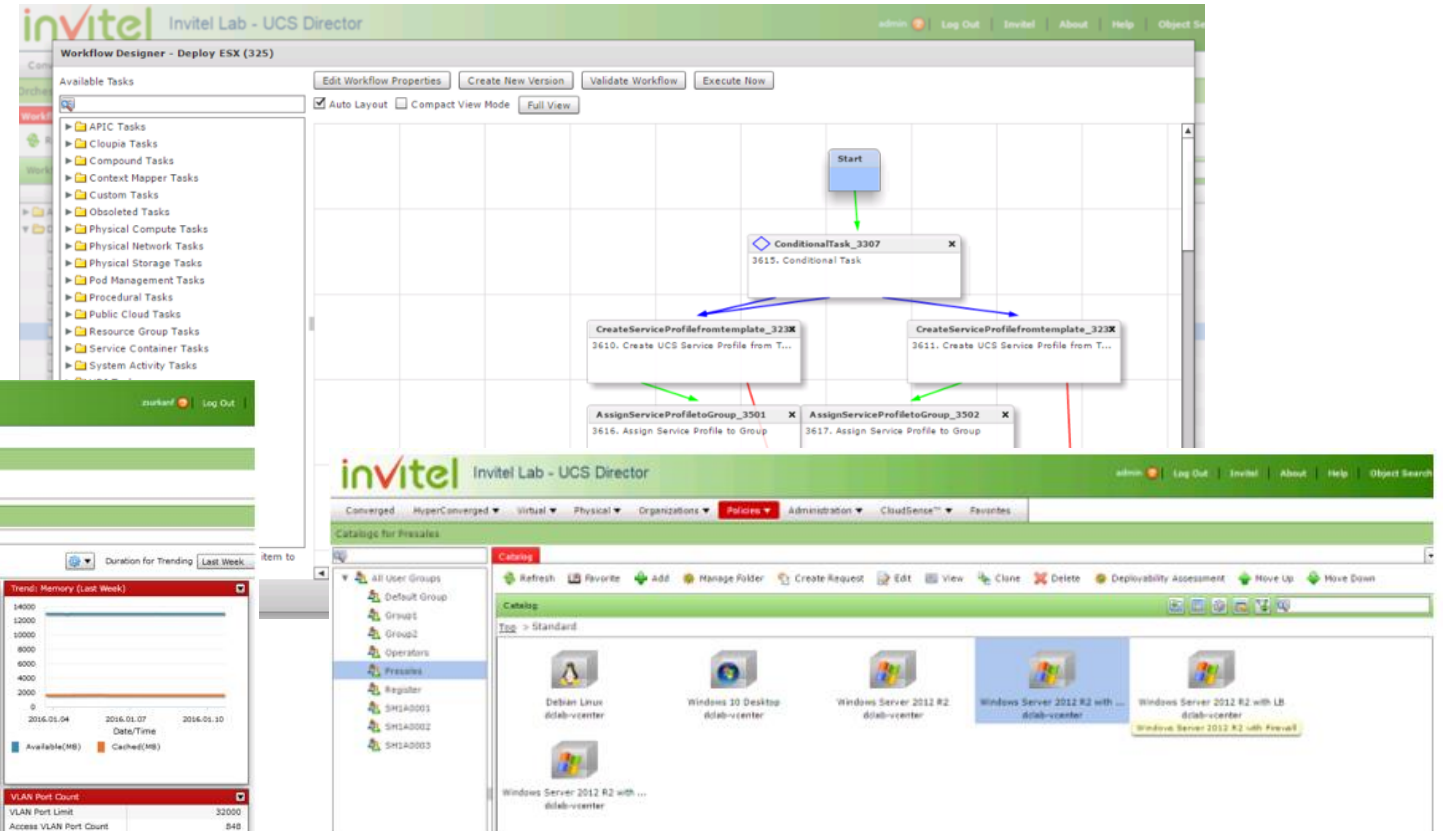 invitel Invitel Lab - UCS Director
admin | Log Out | Invitel | About | Help | Object Se
Workflow Designer - Deploy ESX (325)
Available Tasks
Edit Workflow Properties Create New Version Validate Workflow Execute Now
Auto Layout Compact View Mode Full View
APIC Tasks
Cloupia Tasks
Compound Tasks
Context Mapper Tasks
Custom Tasks
Obsoleted Tasks
Physical Compute Tasks
Physical Network Tasks
Physical Storage Tasks
Pod Management Tasks
Procedural Tasks
Public Cloud Tasks
Resource Group Tasks
Service Container Tasks
System Activity Tasks
Start
ConditionalTask_3307
3615. Conditional Task
CreateServiceProfilefromtemplate_323
3610. Create UCS Service Profile from T...
CreateServiceProfilefromtemplate_323
3611. Create UCS Service Profile from T...
AssignServiceProfiletoGroup_3501
3616. Assign Service Profile to Group
AssignServiceProfiletoGroup_3502
3617. Assign Service Profile to Group
Log Out
Duration for Trending Last Week
item to
Trend: Memory (Last Week)
14000
12000
10000
8000
6000
4000
2000
0
2016.01.04 2016.01.07 2016.01.10
Date/Time
Available(MB) Cached(MB)
VLAN Port Count
VLAN Port Limit 32000
Access VLAN Port Count 848
invitel Invitel Lab - UCS Director
admin | Log Out | Invitel | About | Help | Object Search
Converged HyperConverged Virtual Physical Organizations Policies Administration CloudSense™ Favorites
Catalogs for Presales
All User Groups
Default Group
Group1
Group2
Operators
Presales
Register
SH1A0001
SH1A0002
SH1A0003
Catalog
Refresh Favorite Add Manage Folder Create Request Edit View Clone Delete Deployability Assessment Move Up Move Down
Catalog
Top > Standard
Debian Linux
dclab-vcenter
Windows 10 Desktop
dclab-vcenter
Windows Server 2012 R2
dclab-vcenter
Windows Server 2012 R2 with ...
dclab-vcenter
Windows Server 2012 R2 with LB
dclab-vcenter
Windows Server 2012 R2 with Firewall
Windows Server 2012 R2 with ...
dclab-vcenter